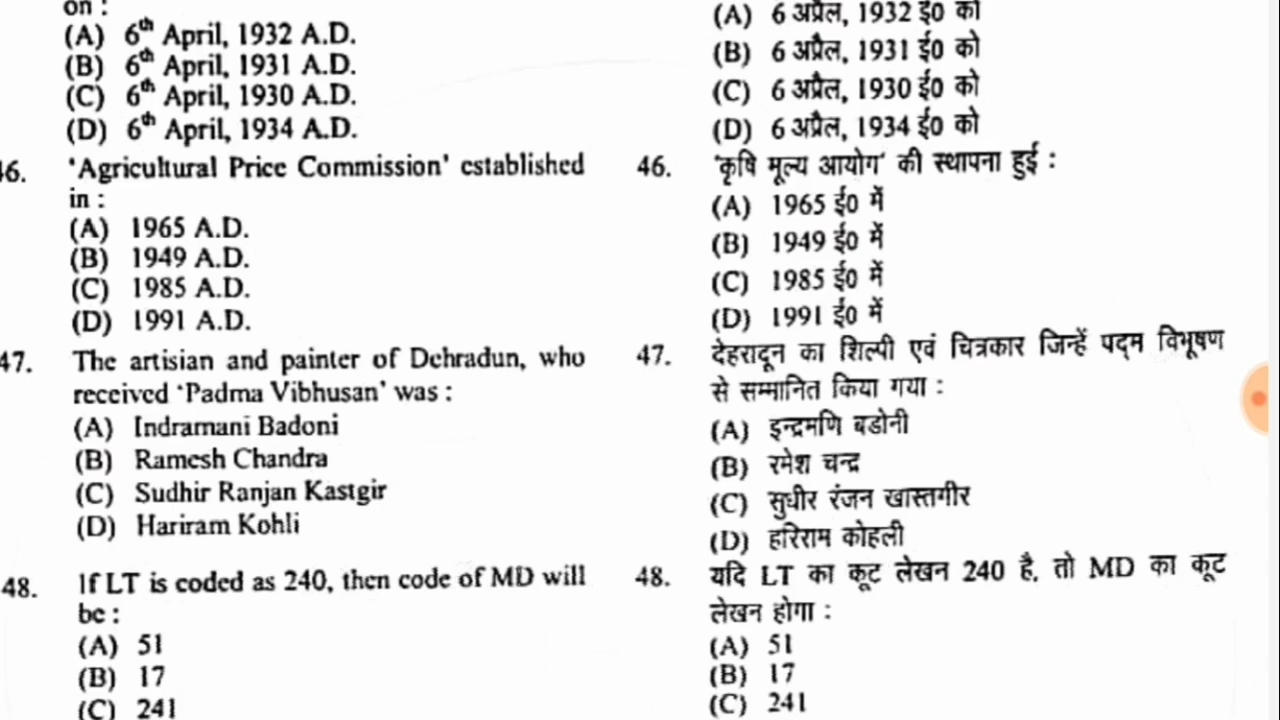 on :
(A) 6th April, 1932 A.D.
(B) 6th April, 1931 A.D.
(C) 6th April, 1930 A.D.
(D) 6th April, 1934 A.D.
46. 'Agricultural Price Commission' established
in :
(A) 1965 A.D.
(B) 1949 A.D.
(C) 1985 A.D.
(D) 1991 A.D.
47. The artisian and painter of Dehradun, who
received 'Padma Vibhusan' was :
(A) Indramani Badoni
(B) Ramesh Chandra
(C) Sudhir Ranjan Kastgir
(D) Hariram Kohli
48. If LT is coded as 240, then code of MD will
be :
(A) 51
(B) 17
(C) 241
(A) 6 अप्रैल, 1932 ई0 को
(B) 6 अप्रैल, 1931 ई0 को
(C) 6 अप्रैल, 1930 ई0 को
(D) 6 अप्रैल, 1934 ई0 को
46. 'कृषि मूल्य आयोग' की स्थापना हुई :
(A) 1965 ई0 में
(B) 1949 ई0 में
(C) 1985 ई0 में
(D) 1991 ई0 में
47. देहरादून का शिल्पी एवं चित्रकार जिन्हें पद्म विभूषण
से सम्मानित किया गया :
(A) इन्द्रमणि बडोनी
(B) रमेश चन्द्र
(C) सुधीर रंजन खास्तगीर
(D) हरिराम कोहली
48. यदि LT का कूट लेखन 240 है, तो MD का कूट
लेखन होगा :
(A) 51
(B) 17
(C) 241